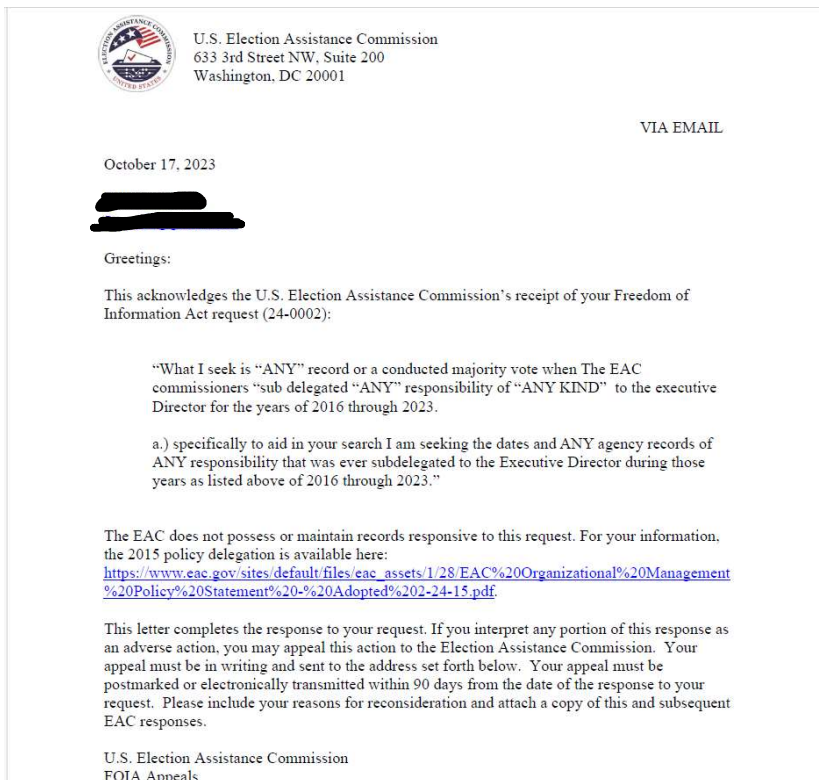 ELECTION ASSISTANCE COMMISSION
UNITED STATES
U.S. Election Assistance Commission
633 3rd Street NW, Suite 200
Washington, DC 20001
VIA EMAIL
October 17, 2023
Greetings:
This acknowledges the U.S. Election Assistance Commission’s receipt of your Freedom of
Information Act request (24-0002):
“What I seek is “ANY” record or a conducted majority vote when The EAC
commissioners “sub delegated “ANY” responsibility of “ANY KIND”  to the executive
Director for the years of 2016 through 2023.
a.) specifically to aid in your search I am seeking the dates and ANY agency records of
ANY responsibility that was ever subdelegated to the Executive Director during those
years as listed above of 2016 through 2023.”
The EAC does not possess or maintain records responsive to this request. For your information,
the 2015 policy delegation is available here:
https://www.eac.gov/sites/default/files/eac_assets/1/28/EAC%20Organizational%20Management
%20Policy%20Statement%20-%20Adopted%202-24-15.pdf.
This letter completes the response to your request. If you interpret any portion of this response as
an adverse action, you may appeal this action to the Election Assistance Commission.  Your
appeal must be in writing and sent to the address set forth below.  Your appeal must be
postmarked or electronically transmitted within 90 days from the date of the response to your
request.  Please include your reasons for reconsideration and attach a copy of this and subsequent
EAC responses.
U.S. Election Assistance Commission
FOIA Appeals